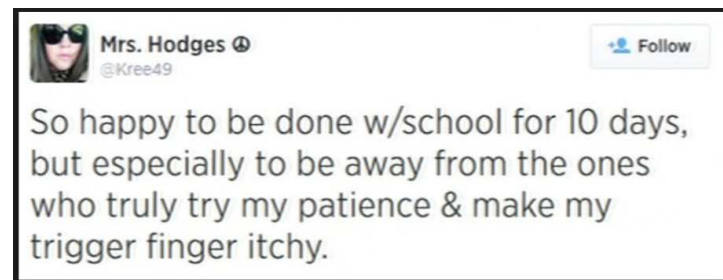 Mrs. Hodges ☮
@Kree49
Follow
So happy to be done w/school for 10 days,
but especially to be away from the ones
who truly try my patience & make my
trigger finger itchy.